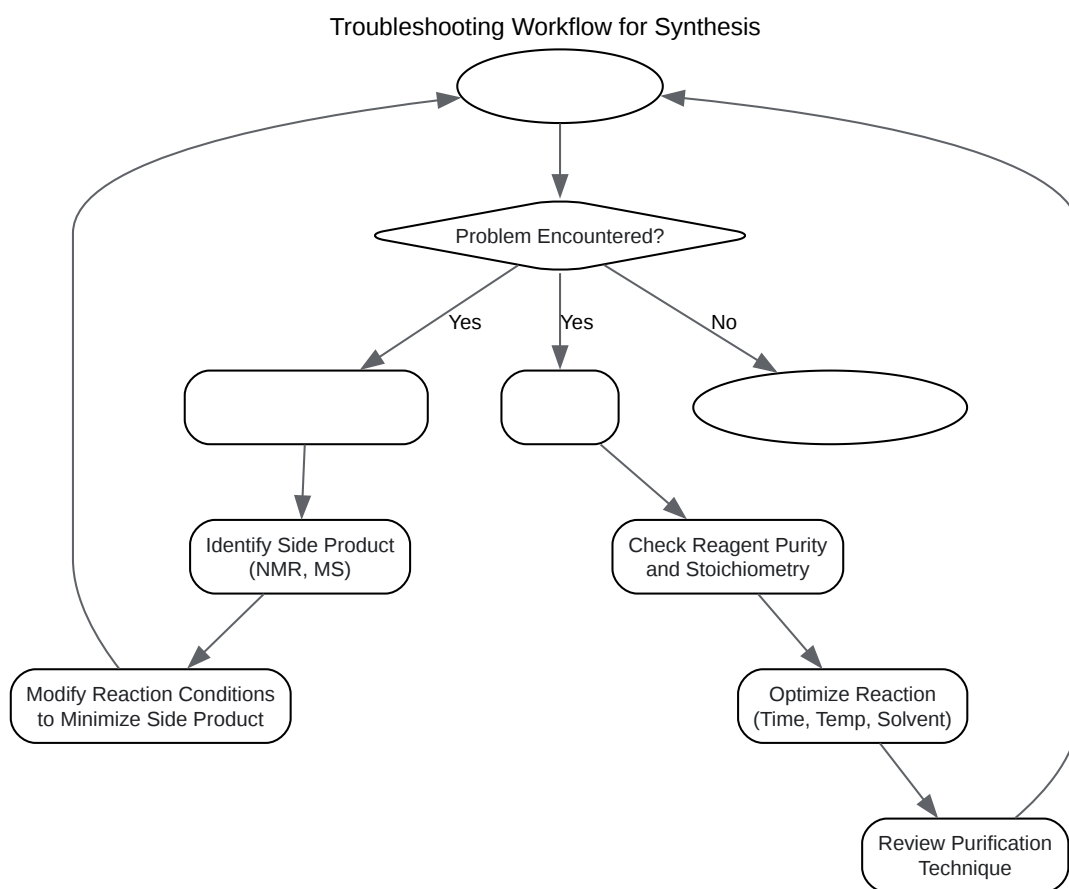 Troubleshooting Workflow for Synthesis
Problem Encountered?
Yes
Yes
No
Identify Side Product
(NMR, MS)
Check Reagent Purity
and Stoichiometry
Modify Reaction Conditions
to Minimize Side Product
Optimize Reaction
(Time, Temp, Solvent)
Review Purification
Technique